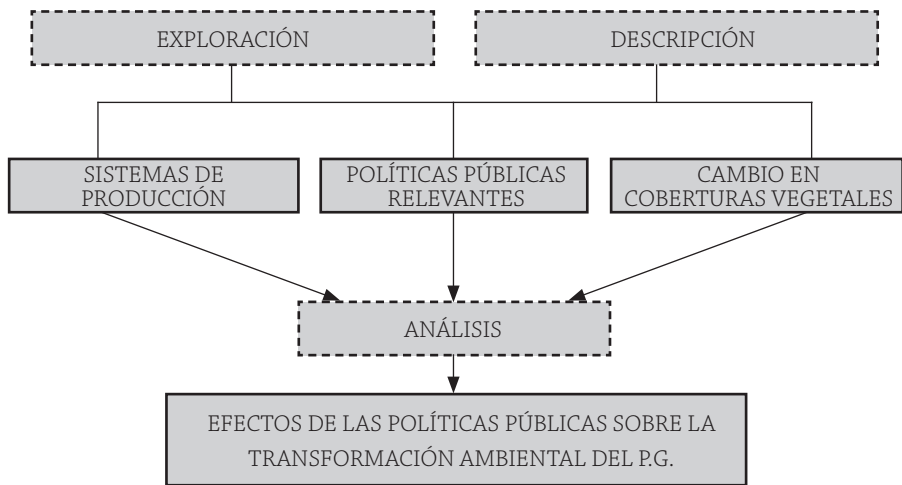 EXPLORACIÓN
DESCRIPCIÓN
SISTEMAS DE
PRODUCCIÓN
POLÍTICAS PÚBLICAS
RELEVANTES
CAMBIO EN
COBERTURAS VEGETALES
ANÁLISIS
EFECTOS DE LAS POLÍTICAS PÚBLICAS SOBRE LA
TRANSFORMACIÓN AMBIENTAL DEL P.G.